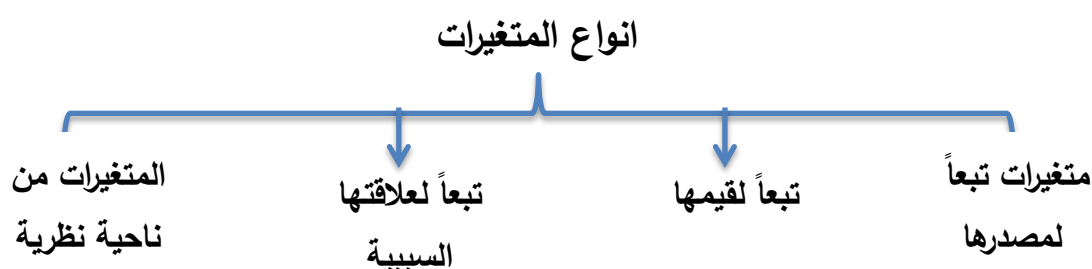 انواع المتغيرات
متغيرات تبعاً
لمصدرها
تبعاً لقيمها
تبعاً لعلاقتها
السببية
المتغيرات من
ناحية نظرية